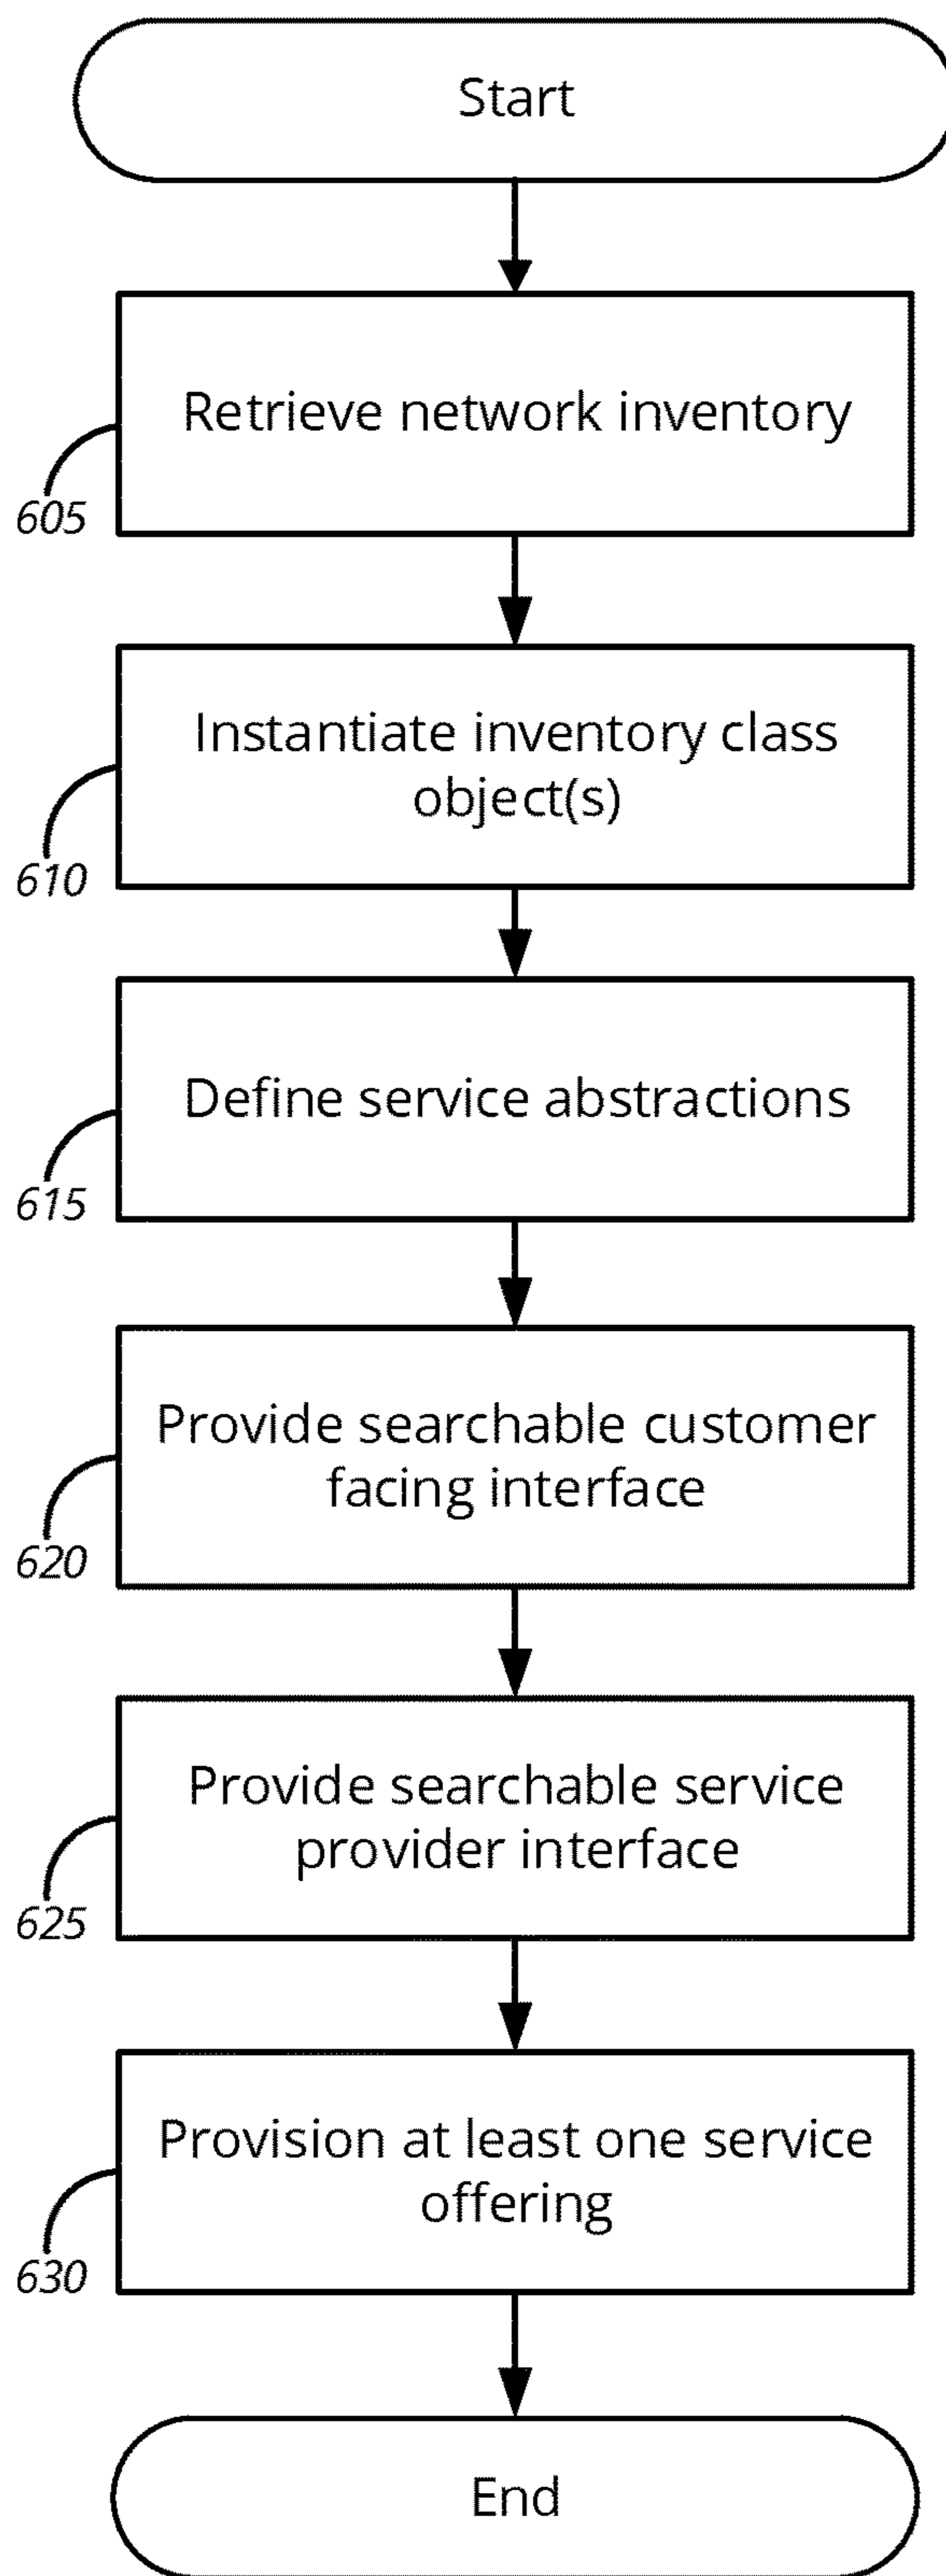 Start
Retrieve network inventory
605
Instantiate inventory class
object(s)
610
Define service abstractions
615
Provide searchable customer
facing interface
620
Provide searchable service
provider interface
625
Provision at least one service
offering
630
End